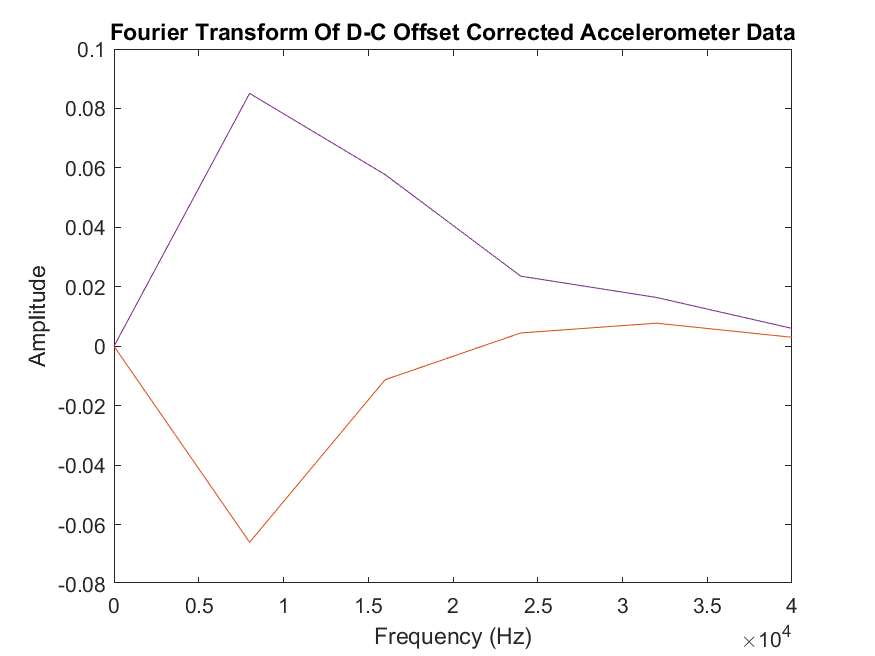 Fourier Transform Of D-C Offset Corrected Accelerometer Data
0.1
0.08
0.06
0.04
0.02
0
-0.02
-0.04
-0.06
-0.08
Amplitude
0 0.5 1 1.5 2 2.5 3 3.5 4
Frequency (Hz)
×10⁴